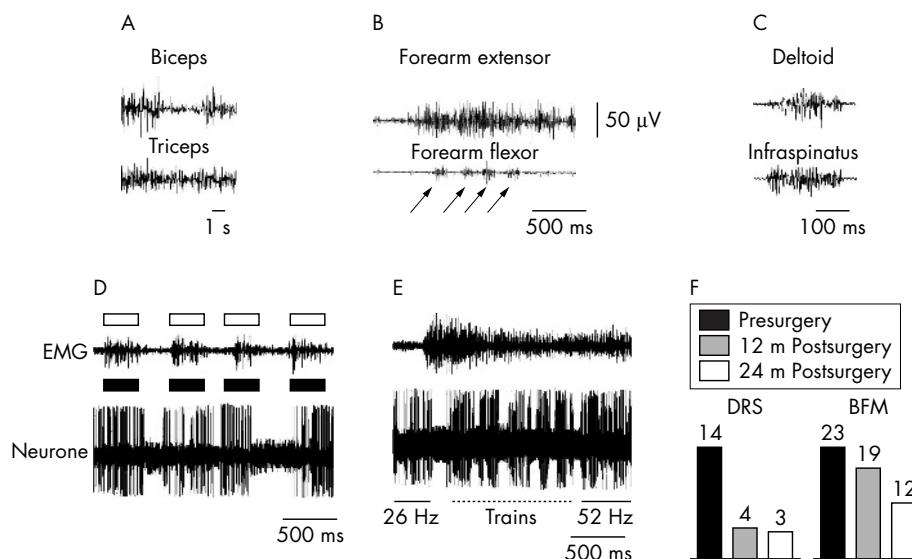 A
Biceps
Triceps
1 s
B
Forearm extensor
50 μV
Forearm flexor
500 ms
C
Deltoid
Infraspinatus
100 ms
D
EMG
Neurone
500 ms
E
26 Hz
Trains
52 Hz
500 ms
F
Presurgery
12 m Postsurgery
24 m Postsurgery
DRS
14
4
3
BFM
23
19
12